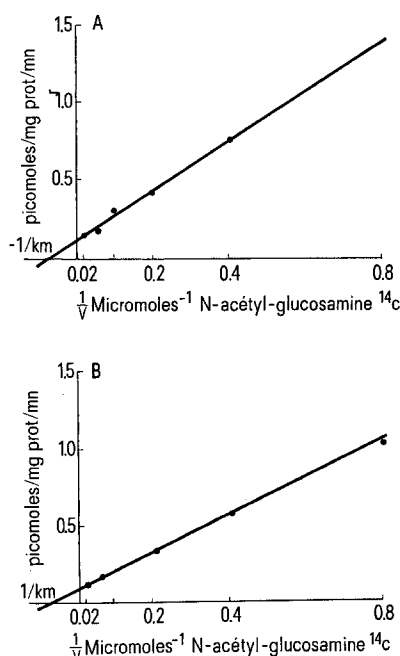 A
1.5
1.0
0.5
picomoles/mg prot/mn
-1/km
0.02 0.2 0.4 0.8
1/V Micromoles⁻¹ N-acétyl-glucosamine ¹⁴c
B
1.5
1.0
0.5
picomoles/mg prot/mn
1/km
0.02 0.2 0.4 0.8
1/V Micromoles⁻¹ N-acétyl-glucosamine ¹⁴c